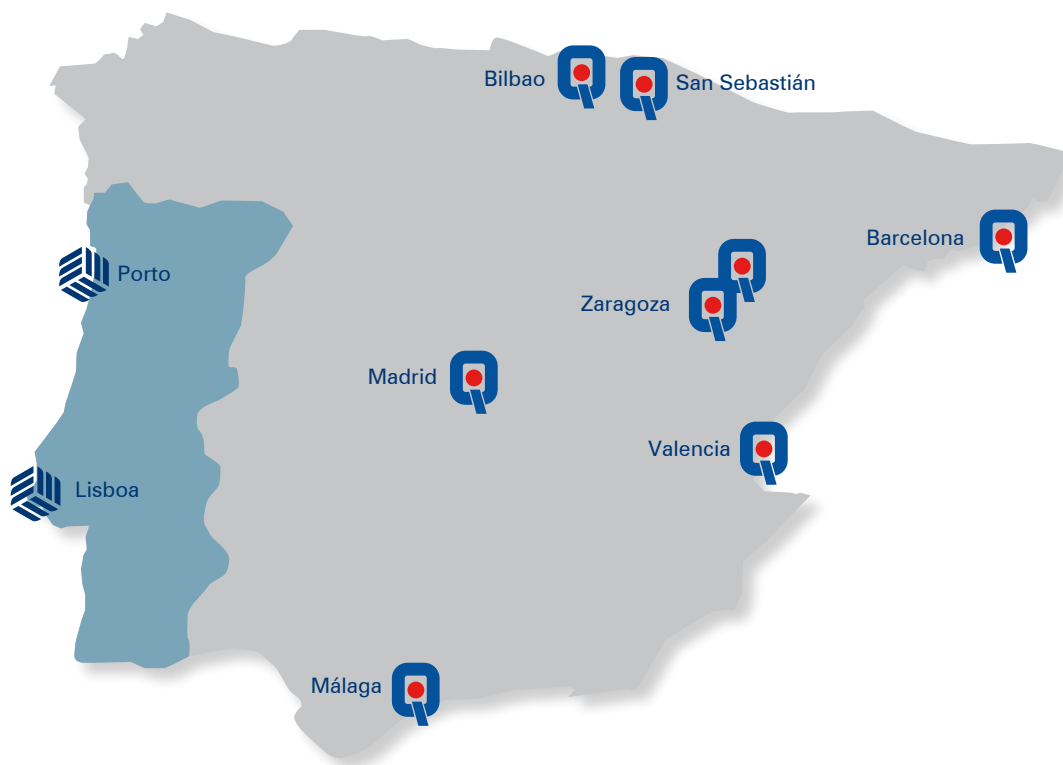 Bilbao
San Sebastián
Barcelona
Porto
Zaragoza
Madrid
Valencia
Lisboa
Málaga